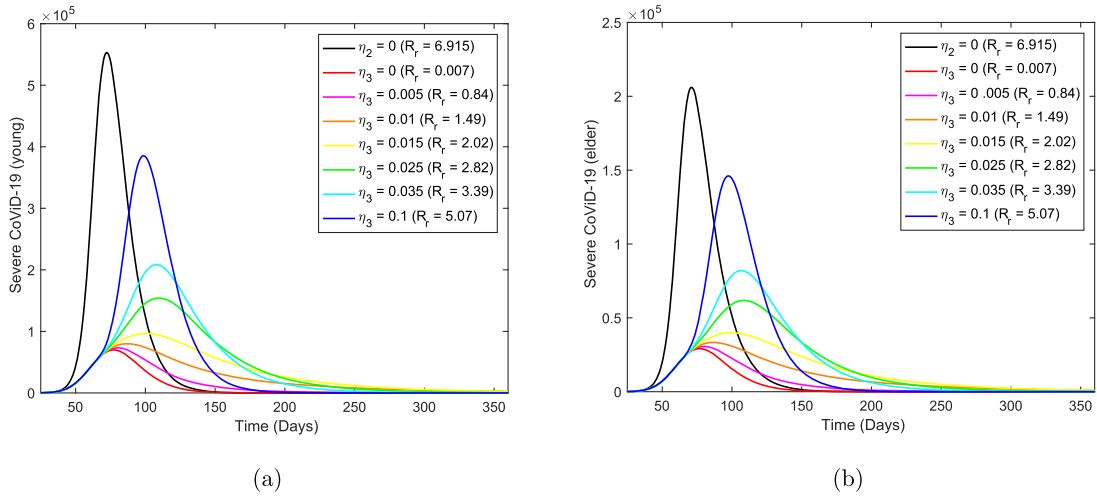 ×10⁵
6
5
4
3
2
1
0
50 100 150 200 250 300 350
Time (Days)
Severe CoViD-19 (young)
η₂ = 0 (Rᵣ = 6.915)
η₃ = 0 (Rᵣ = 0.007)
η₃ = 0.005 (Rᵣ = 0.84)
η₃ = 0.01 (Rᵣ = 1.49)
η₃ = 0.015 (Rᵣ = 2.02)
η₃ = 0.025 (Rᵣ = 2.82)
η₃ = 0.035 (Rᵣ = 3.39)
η₃ = 0.1 (Rᵣ = 5.07)
(a)
×10⁵
2.5
2
1.5
1
0.5
0
50 100 150 200 250 300 350
Time (Days)
Severe CoViD-19 (elder)
η₂ = 0 (Rᵣ = 6.915)
η₃ = 0 (Rᵣ = 0.007)
η₃ = 0 .005 (Rᵣ = 0.84)
η₃ = 0.01 (Rᵣ = 1.49)
η₃ = 0.015 (Rᵣ = 2.02)
η₃ = 0.025 (Rᵣ = 2.82)
η₃ = 0.035 (Rᵣ = 3.39)
η₃ = 0.1 (Rᵣ = 5.07)
(b)